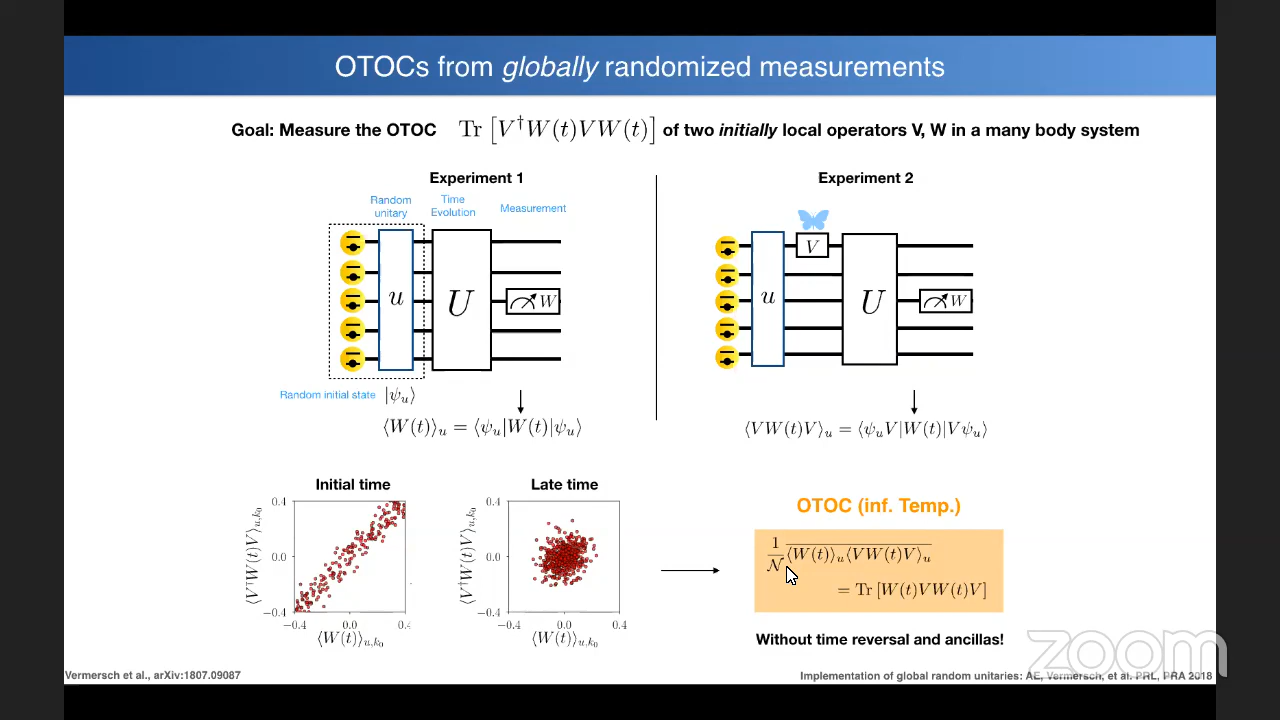 OTOCs from globally randomized measurements
Goal: Measure the OTOC Tr [V†W(t)VW(t)] of two initially local operators V, W in a many body system
Experiment 1
Random unitary
Time Evolution
Measurement
u
U
W
Random initial state |ψ_u⟩
⟨W(t)⟩_u = ⟨ψ_u|W(t)|ψ_u⟩
Experiment 2
u
V
U
W
⟨VW(t)V⟩_u = ⟨ψ_uV|W(t)|Vψ_u⟩
Initial time
0.4
0.0
−0.4
⟨V†W(t)V⟩_{u,k_0}
−0.4 0.0 0.4
⟨W(t)⟩_{u,k_0}
Late time
0.4
0.0
−0.4
⟨V†W(t)V⟩_{u,k_0}
−0.4 0.0 0.4
⟨W(t)⟩_{u,k_0}
OTOC (inf. Temp.)
1/𝒩 \overline{⟨W(t)⟩_u⟨VW(t)V⟩_u}
= Tr [W(t)VW(t)V]
Without time reversal and ancillas!
zoom
Vermersch et al., arXiv:1807.09087
Implementation of global random unitaries: AE, Vermersch, et al. PRL, PRA 2018